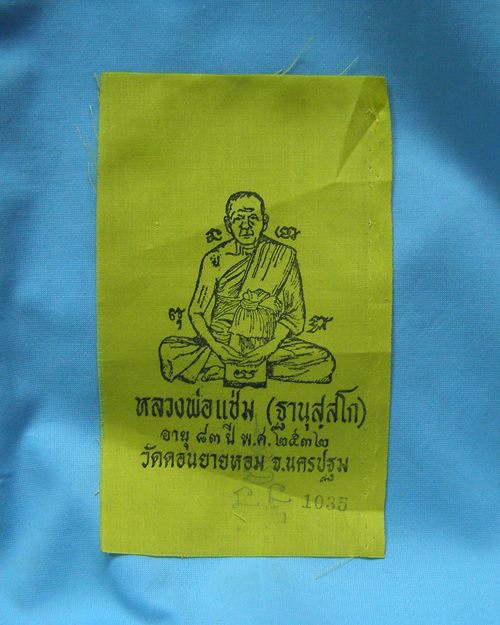 หลวงพ่อแช่ม (ฐานุสฺสโก)
อายุ ๘๓ ปี พ.ศ.๒๕๓๒
วัดดอนยายหอม จ.นครปฐม
1035